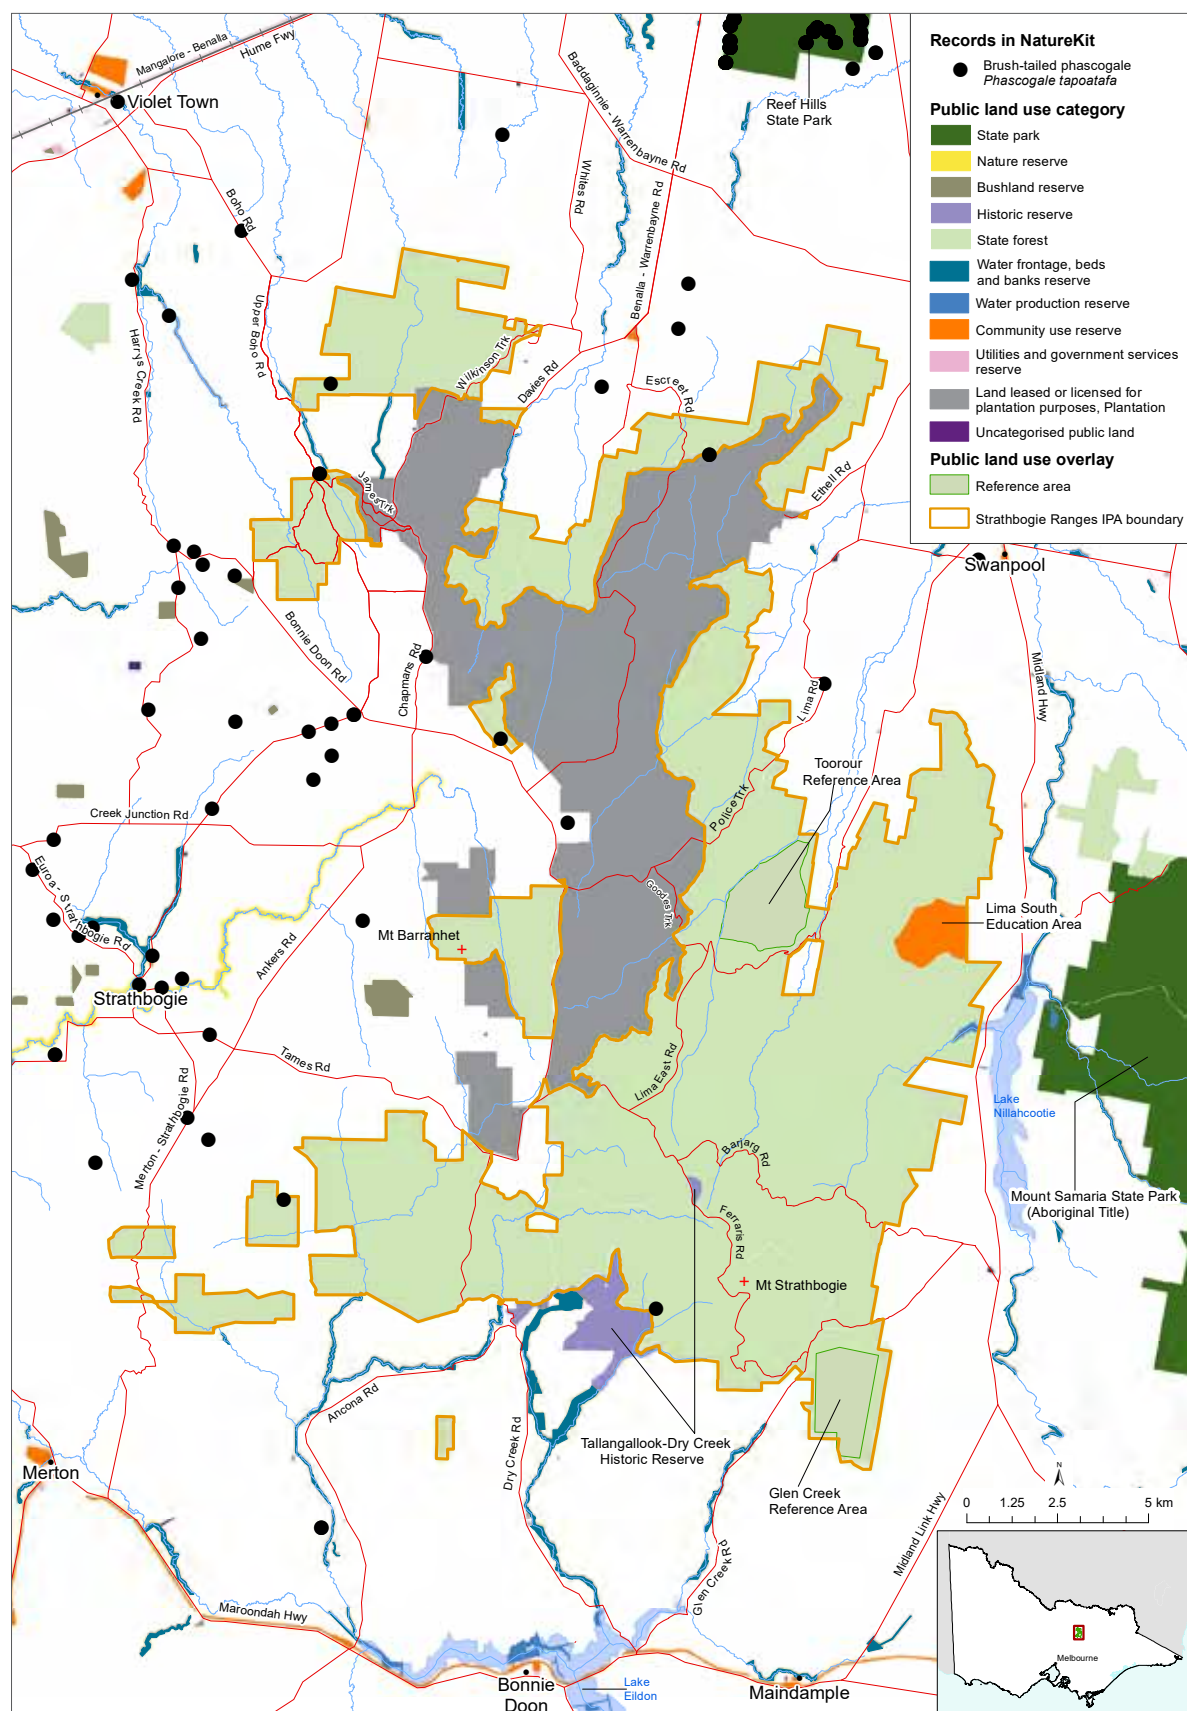 Records in NatureKit
Brush-tailed phascogale
Phascogale tapoatafa
Public land use category
State park
Nature reserve
Bushland reserve
Historic reserve
State forest
Water frontage, beds
and banks reserve
Water production reserve
Community use reserve
Utilities and government services
reserve
Land leased or licensed for
plantation purposes, Plantation
Uncategorised public land
Public land use overlay
Reference area
Strathbogie Ranges IPA boundary
Mangalore - Benalla
Hume Fwy
Violet Town
Baddaginnie - Warrenbayne Rd
Reef Hills
State Park
Whites Rd
Benalla - Warrenbayne Rd
Boho Rd
Upper Boho Rd
Harrys Creek Rd
Wilkinson Trk
Davies Rd
Escreet Rd
James Trk
Ethell Rd
Swanpool
Bonnie Doon Rd
Chapmans Rd
Lima Rd
Midland Hwy
Toorour
Reference Area
Police Trk
Creek Junction Rd
Euroa - Strathbogie Rd
Goodes Trk
Lima South
Education Area
Mt Barranhet
Ankers Rd
Strathbogie
Tames Rd
Lima East Rd
Lake
Nillahcootie
Merton - Strathbogie Rd
Barjarg Rd
Mount Samaria State Park
(Aboriginal Title)
Ferraris Rd
Mt Strathbogie
Ancona Rd
Dry Creek Rd
Tallangallook-Dry Creek
Historic Reserve
Merton
Glen Creek
Reference Area
N
0 1.25 2.5 5 km
Midland Link Hwy
Glen Creek Rd
Maroondah Hwy
Bonnie
Doon
Lake
Eildon
Maindample
Melbourne